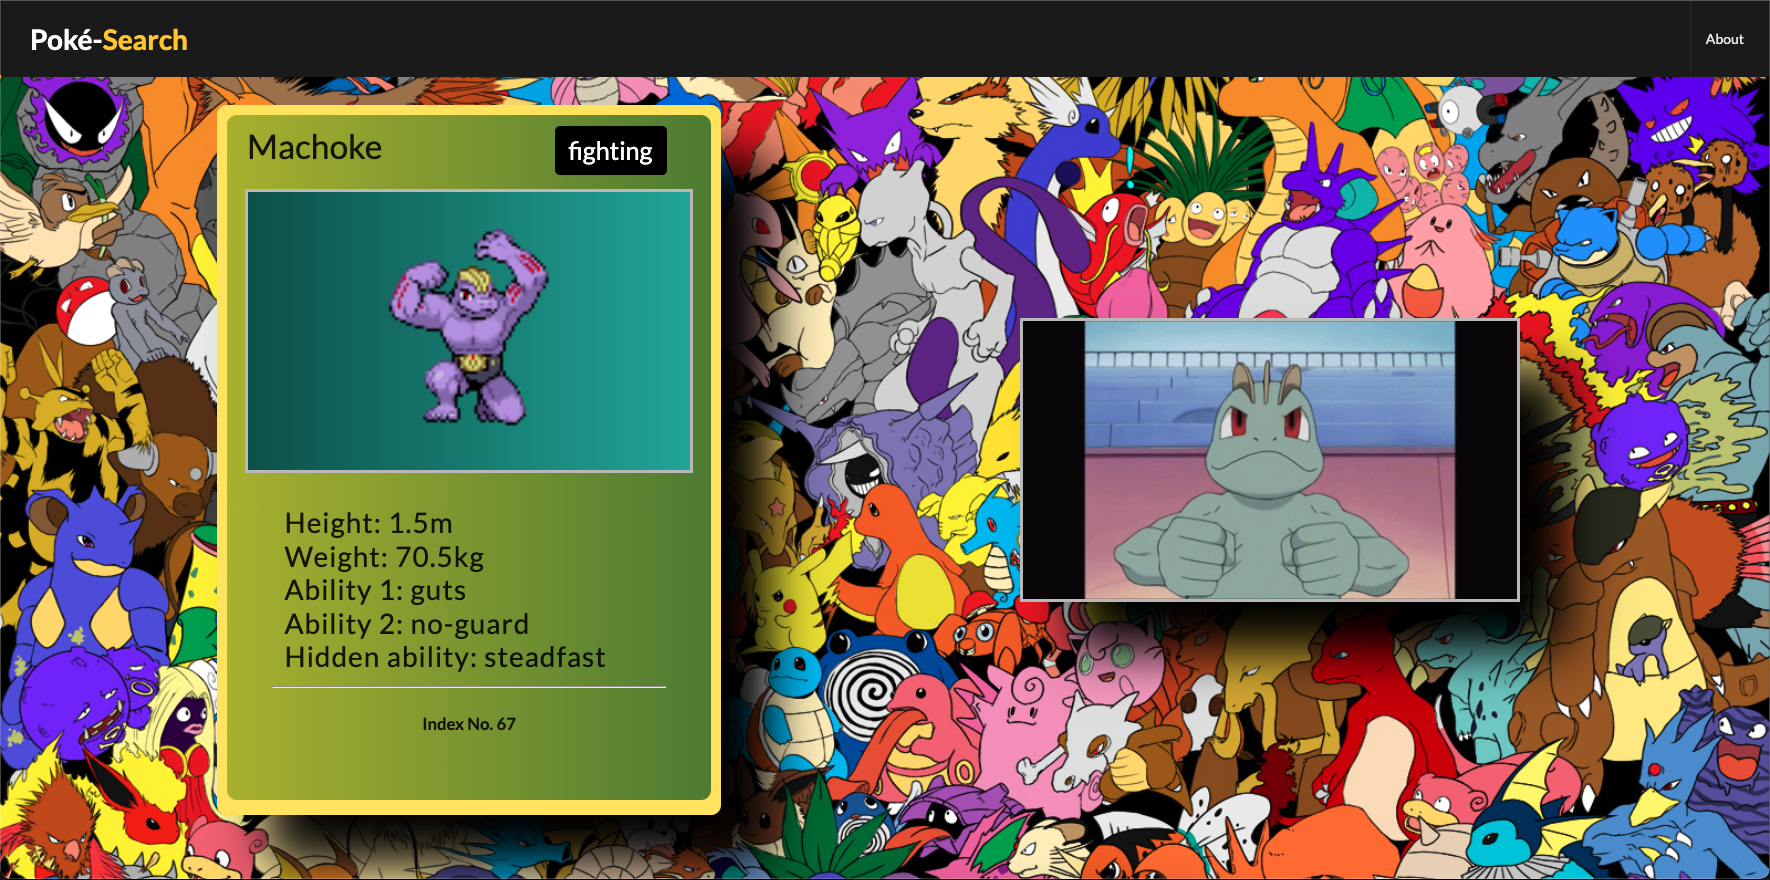 Poké-Search
About
Machoke
fighting
Height: 1.5m
Weight: 70.5kg
Ability 1: guts
Ability 2: no-guard
Hidden ability: steadfast
Index No. 67